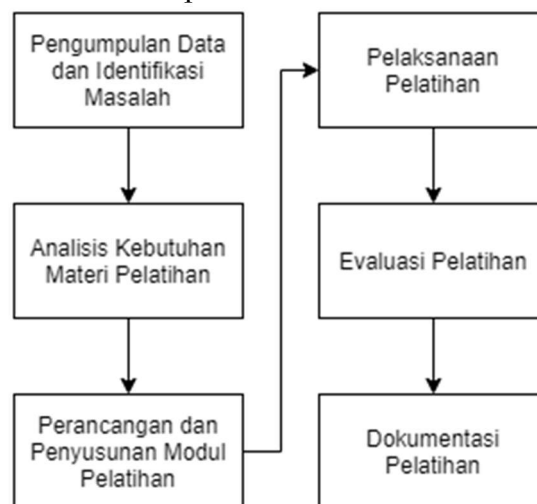 Pengumpulan Data
dan Identifikasi
Masalah
Analisis Kebutuhan
Materi Pelatihan
Perancangan dan
Penyusunan Modul
Pelatihan
Pelaksanaan
Pelatihan
Evaluasi Pelatihan
Dokumentasi
Pelatihan